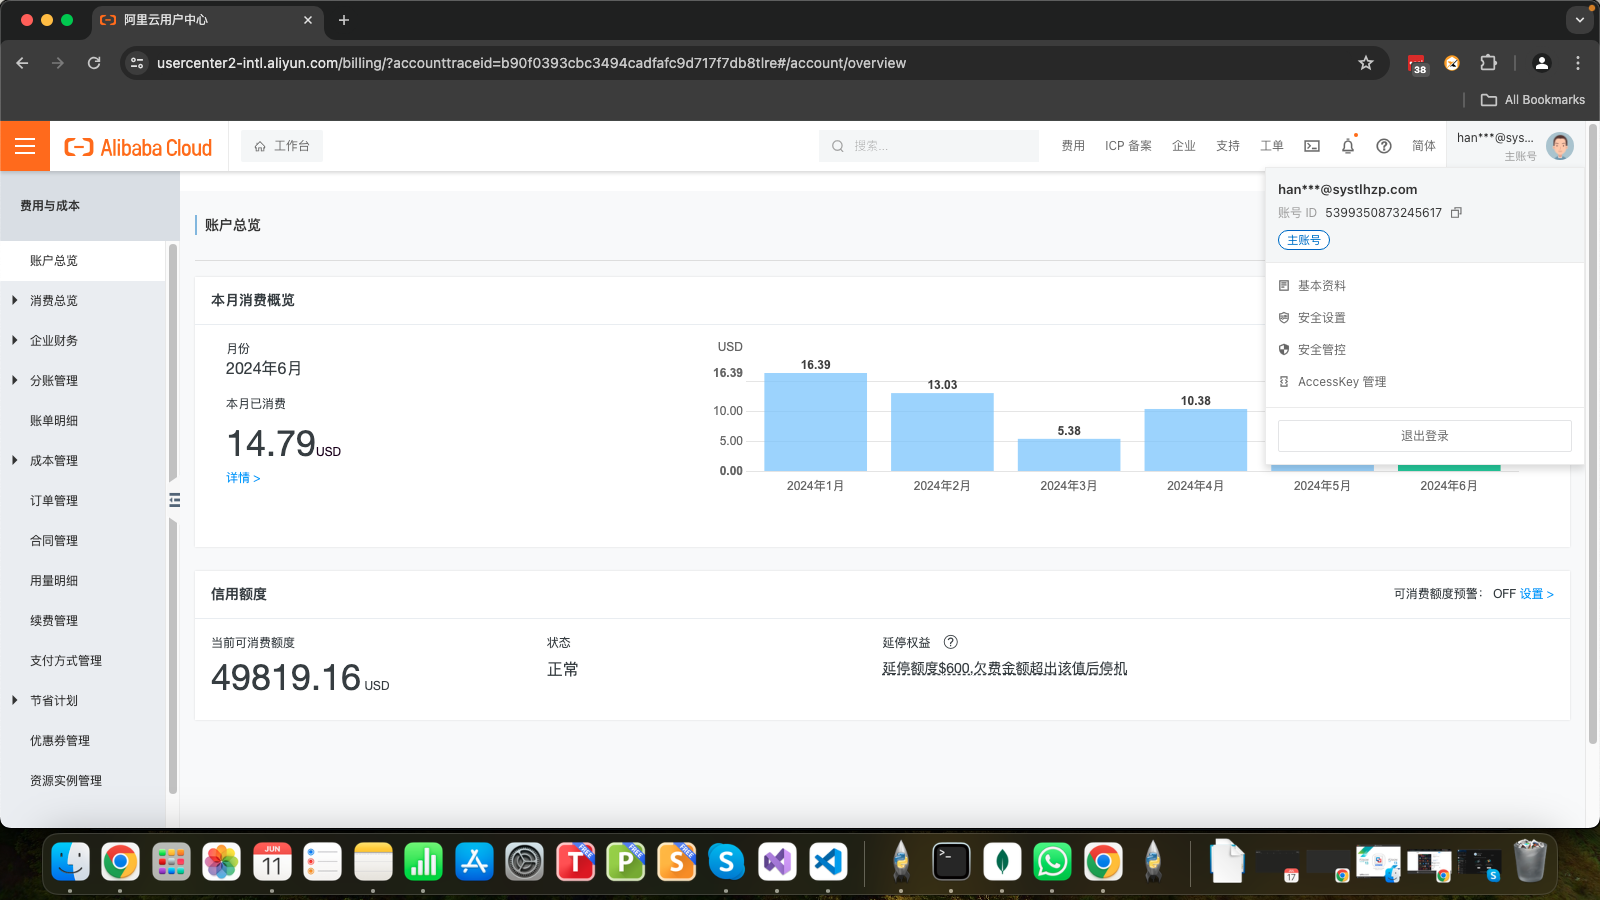 阿里云用户中心
usercenter2-intl.aliyun.com/billing/?accounttraceid=b90f0393cbc3494cadfafc9d717f7db8tlre#/account/overview
38
All Bookmarks
Alibaba Cloud
工作台
搜索...
费用
ICP 备案
企业
支持
工单
简体
han***@sys...
主账号
han***@systlhzp.com
账号 ID 5399350873245617
主账号
基本资料
安全设置
安全管控
AccessKey 管理
退出登录
费用与成本
账户总览
消费总览
企业财务
分账管理
账单明细
成本管理
订单管理
合同管理
用量明细
续费管理
支付方式管理
节省计划
优惠券管理
资源实例管理
账户总览
本月消费概览
月份
2024年6月
本月已消费
14.79USD
详情 >
USD
16.39
10.00
5.00
0.00
16.39
13.03
5.38
10.38
2024年1月
2024年2月
2024年3月
2024年4月
2024年5月
2024年6月
信用额度
可消费额度预警： OFF 设置 >
当前可消费额度
49819.16 USD
状态
正常
延停权益
延停额度$600,欠费金额超出该值后停机
JUN
11
T
FREE
P
FREE
S
FREE
S
17
S